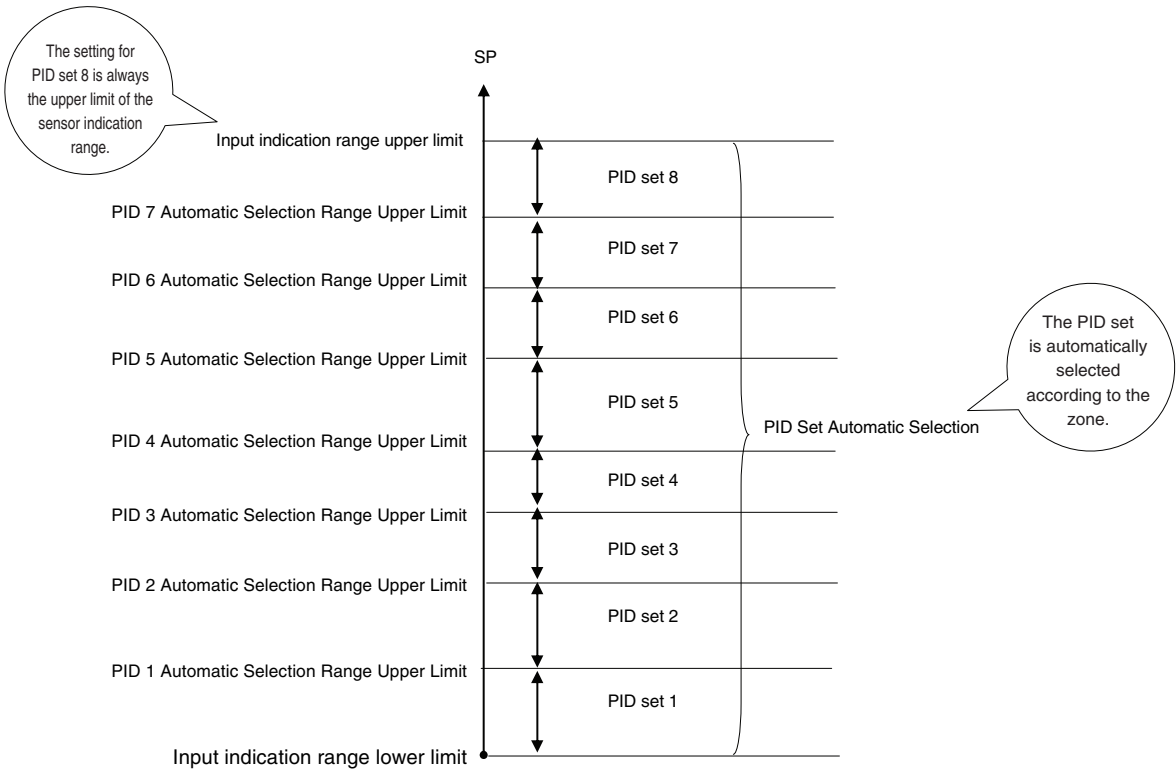 The setting for
PID set 8 is always
the upper limit of the
sensor indication
range.
SP
Input indication range upper limit
PID set 8
PID 7 Automatic Selection Range Upper Limit
PID set 7
PID 6 Automatic Selection Range Upper Limit
PID set 6
PID 5 Automatic Selection Range Upper Limit
PID set 5
PID 4 Automatic Selection Range Upper Limit
PID set 4
PID 3 Automatic Selection Range Upper Limit
PID set 3
PID 2 Automatic Selection Range Upper Limit
PID set 2
PID 1 Automatic Selection Range Upper Limit
PID set 1
Input indication range lower limit
PID Set Automatic Selection
The PID set
is automatically
selected
according to the
zone.